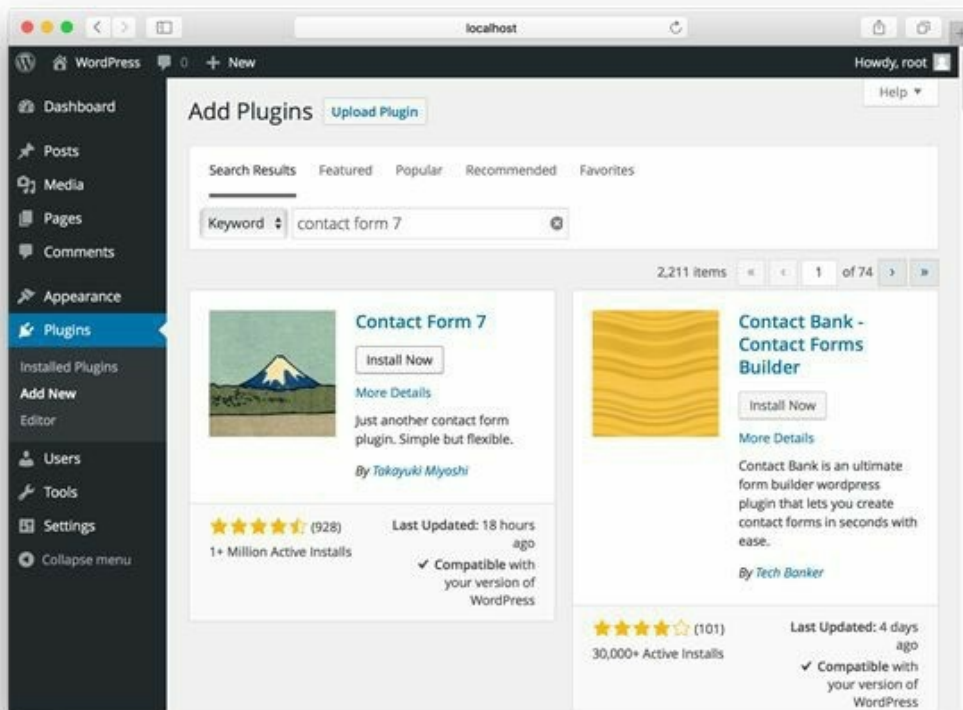 localhost
WordPress 0 + New Howdy, root
Help
Dashboard
Posts
Media
Pages
Comments
Appearance
Plugins
Installed Plugins
Add New
Editor
Users
Tools
Settings
Collapse menu
Add Plugins Upload Plugin
Search Results Featured Popular Recommended Favorites
Keyword contact form 7
2,211 items « ‹ 1 of 74 › »
Contact Form 7
Install Now
More Details
Just another contact form
plugin. Simple but flexible.
By Takayuki Miyoshi
(928)
1+ Million Active Installs
Last Updated: 18 hours
ago
✓ Compatible with
your version of
WordPress
Contact Bank -
Contact Forms
Builder
Install Now
More Details
Contact Bank is an ultimate
form builder wordpress
plugin that lets you create
contact forms in seconds with
ease.
By Tech Banker
(101)
30,000+ Active Installs
Last Updated: 4 days
ago
✓ Compatible with
your version of
WordPress